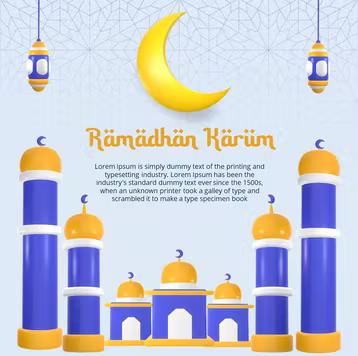 Ramadhan Karim
Lorem Ipsum is simply dummy text of the printing and
typesetting industry. Lorem Ipsum has been the
industry's standard dummy text ever since the 1500s,
when an unknown printer took a galley of type and
scrambled it to make a type specimen book